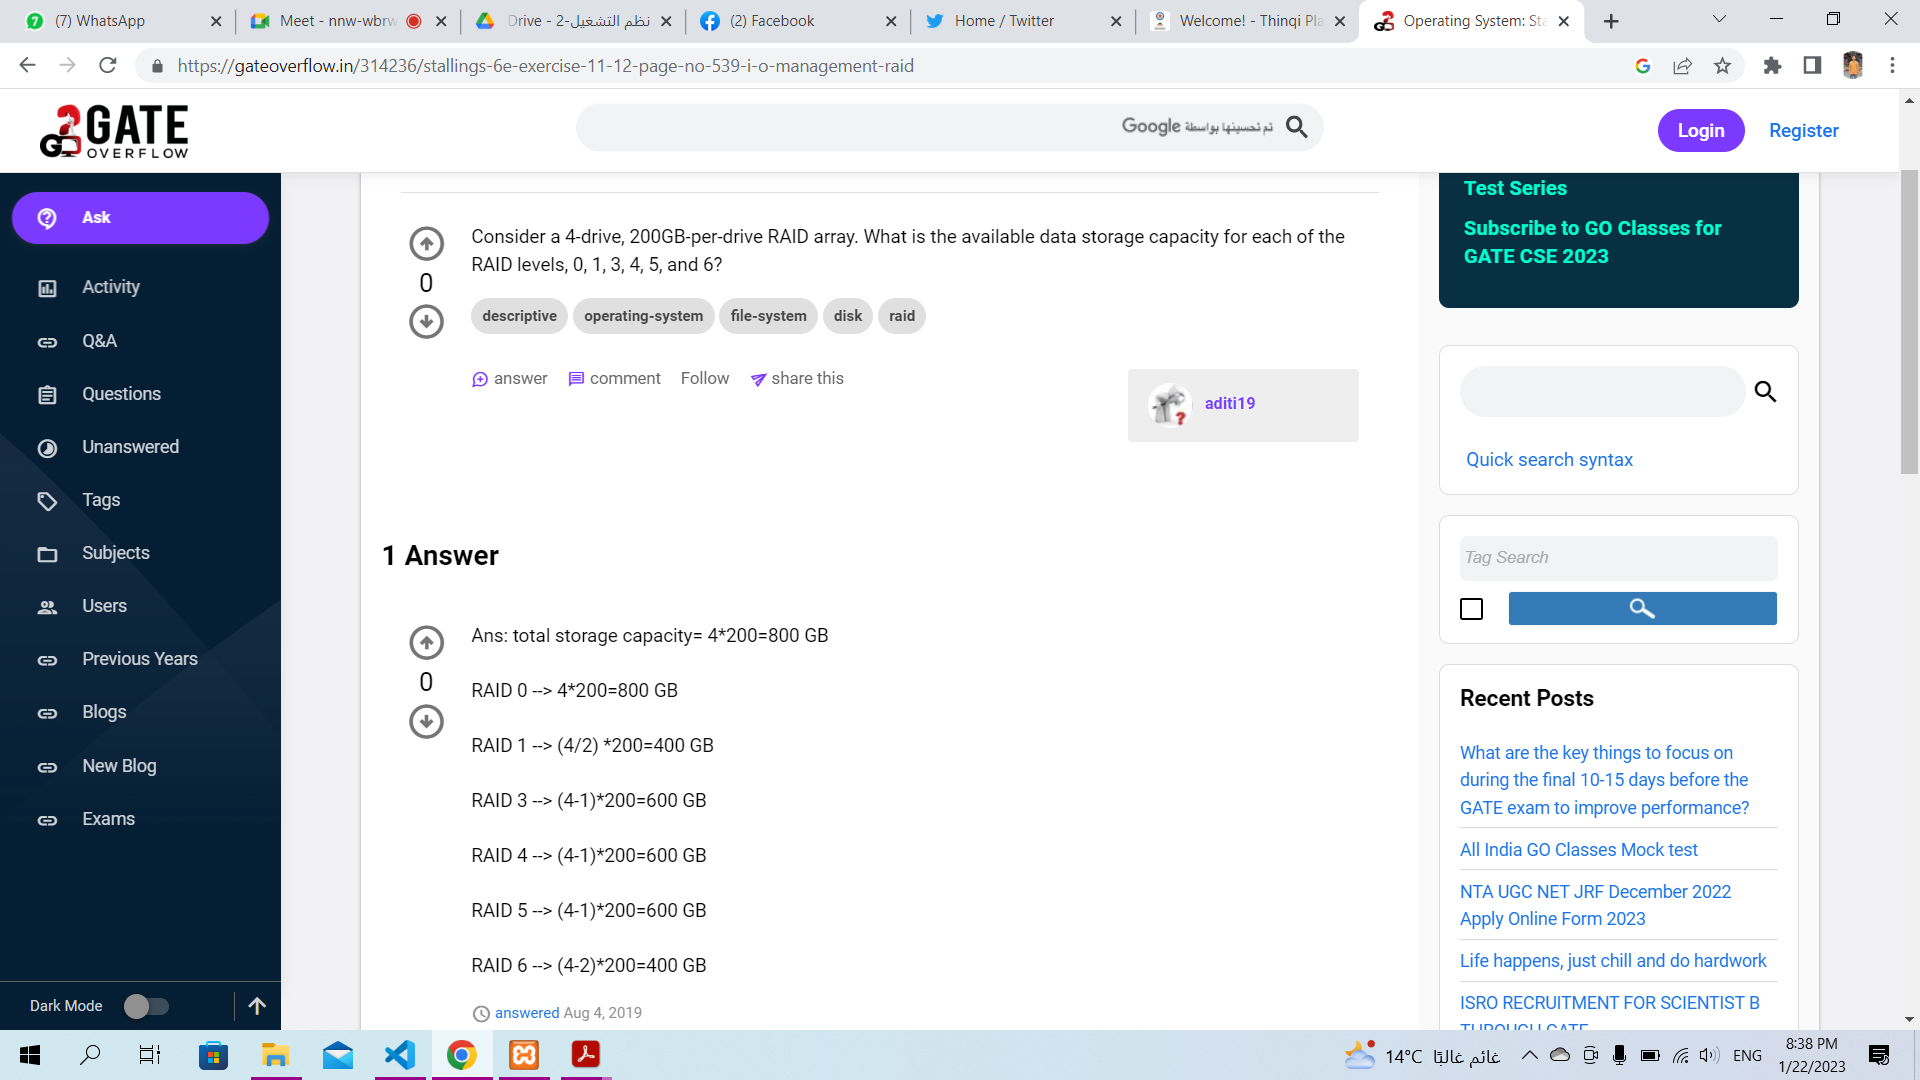 (7) WhatsApp
Meet - nnw-wbrw
نظم التشغيل-2 - Drive
(2) Facebook
Home / Twitter
Welcome! - Thinqi Pla
Operating System: Sta
https://gateoverflow.in/314236/stallings-6e-exercise-11-12-page-no-539-i-o-management-raid
GATE
OVERFLOW
تم تحسينها بواسطة Google
Login
Register
Ask
Activity
Q&A
Questions
Unanswered
Tags
Subjects
Users
Previous Years
Blogs
New Blog
Exams
Dark Mode
Consider a 4-drive, 200GB-per-drive RAID array. What is the available data storage capacity for each of the
RAID levels, 0, 1, 3, 4, 5, and 6?
0
descriptive
operating-system
file-system
disk
raid
answer
comment
Follow
share this
aditi19
1 Answer
0
Ans: total storage capacity= 4*200=800 GB
RAID 0 --> 4*200=800 GB
RAID 1 --> (4/2) *200=400 GB
RAID 3 --> (4-1)*200=600 GB
RAID 4 --> (4-1)*200=600 GB
RAID 5 --> (4-1)*200=600 GB
RAID 6 --> (4-2)*200=400 GB
answered Aug 4, 2019
Test Series
Subscribe to GO Classes for
GATE CSE 2023
Quick search syntax
Tag Search
Recent Posts
What are the key things to focus on
during the final 10-15 days before the
GATE exam to improve performance?
All India GO Classes Mock test
NTA UGC NET JRF December 2022
Apply Online Form 2023
Life happens, just chill and do hardwork
ISRO RECRUITMENT FOR SCIENTIST B
THROUGH GATE
14°C غائم غالبًا
ENG
8:38 PM
1/22/2023